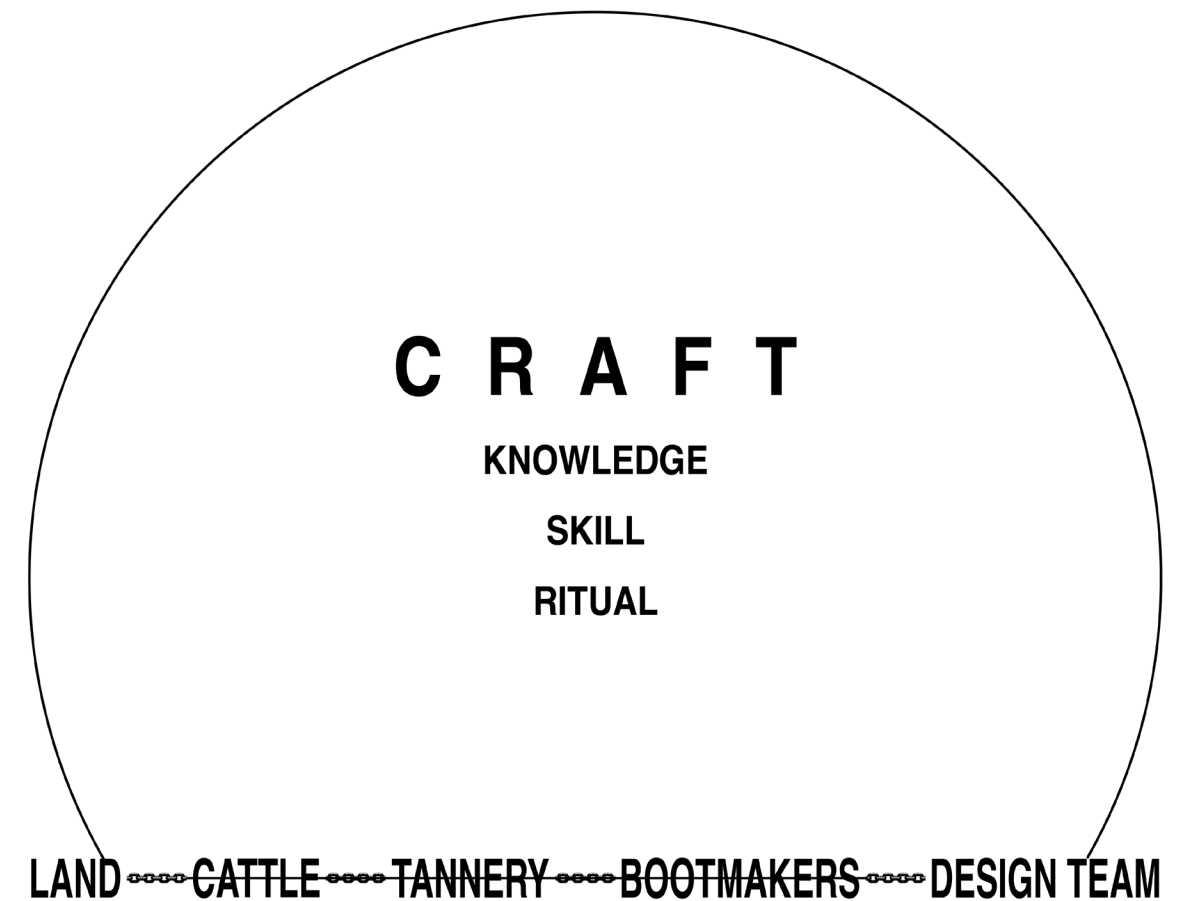 C R A F T
KNOWLEDGE
SKILL
RITUAL
LAND CATTLE TANNERY BOOTMAKERS DESIGN TEAM